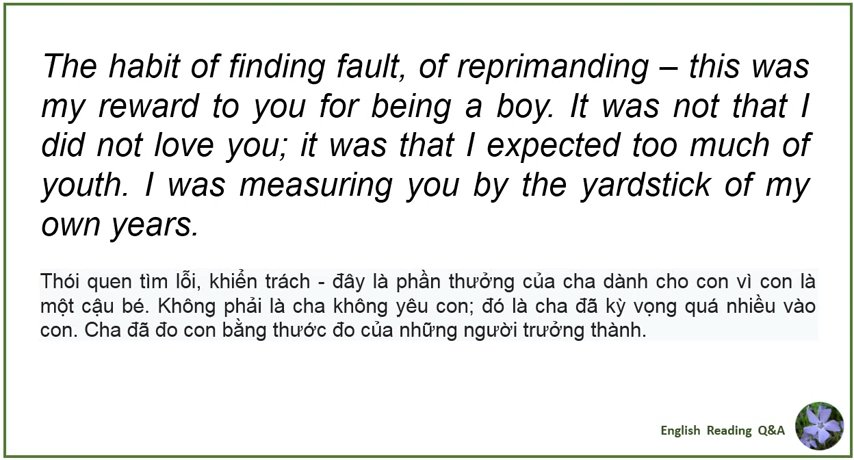 The habit of finding fault, of reprimanding – this was
my reward to you for being a boy. It was not that I
did not love you; it was that I expected too much of
youth. I was measuring you by the yardstick of my
own years.
Thói quen tìm lỗi, khiển trách - đây là phần thưởng của cha dành cho con vì con là
một cậu bé. Không phải là cha không yêu con; đó là cha đã kỳ vọng quá nhiều vào
con. Cha đã đo con bằng thước đo của những người trưởng thành.
English Reading Q&A